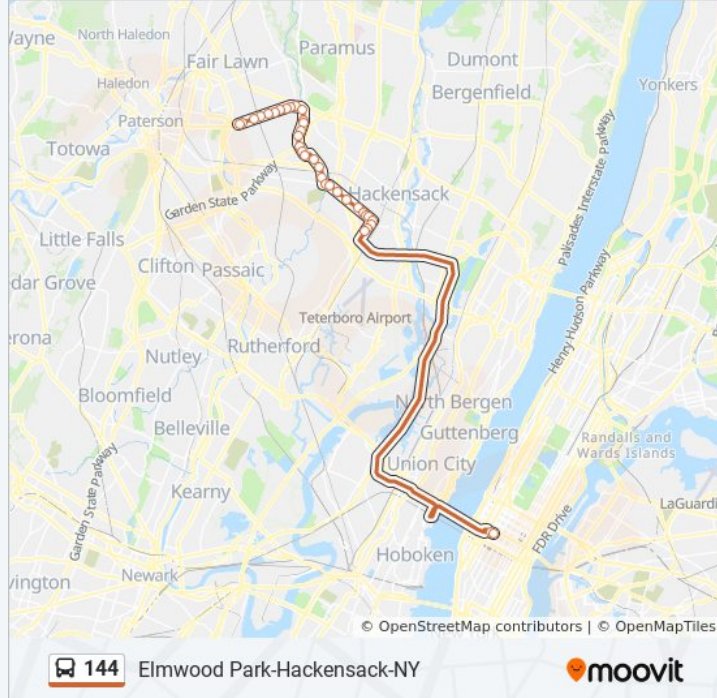 North Haledon
Paramus
Fair Lawn
Dumont
Haledon
Bergenfield
Yonkers
Paterson
Totowa
Garden State Parkway
Hackensack
Palisades Interstate Park
Little Falls
Clifton
Passaic
dar Grove
Henry Hudson Parkway
Teterboro Airport
erona
Nutley
Rutherford
Bloomfield
North Bergen
Belleville
Guttenberg
Randalls and
Wards Islands
Union City
Garden State Parkway
Kearny
LaGuardi
FDR Drive
Hoboken
Newark
vington
© OpenStreetMap contributors | © OpenMapTiles
144 Elmwood Park-Hackensack-NY
moovit